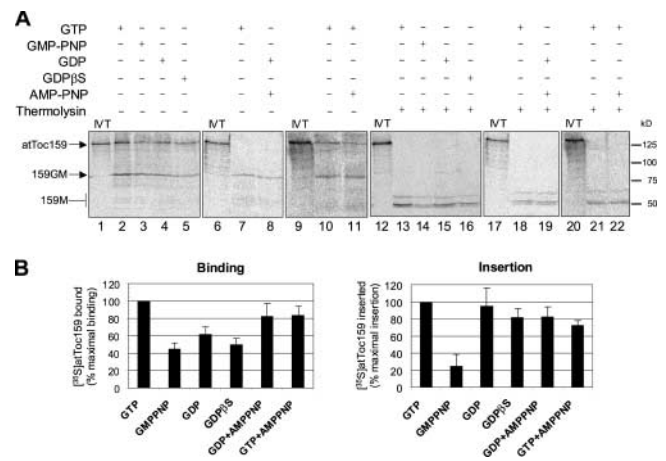 A
GTP + – – – + – + + + – – – + – + +
GMP-PNP – + – – – – – – – + – – – – – –
GDP – – + – – + – – – – + – – + – –
GDPβS – – – + – – – – – – – + – – – –
AMP-PNP – – – – – + – + – – – – – + – +
Thermolysin – – – – – – – – + + + + + + + +
IVT IVT IVT IVT IVT IVT kD
atToc159 125
159GM 75
159M 50
1 2 3 4 5 6 7 8 9 10 11 12 13 14 15 16 17 18 19 20 21 22
B
Binding
[³⁵S]atToc159 bound
(% maximal binding)
120
100
80
60
40
20
0
GTP
GMPPNP
GDP
GDPβS
GDP+AMPPNP
GTP+AMPPNP
Insertion
[³⁵S]atToc159 inserted
(% maximal insertion)
120
100
80
60
40
20
0
GTP
GMPPNP
GDP
GDPβS
GDP+AMPPNP
GTP+AMPPNP